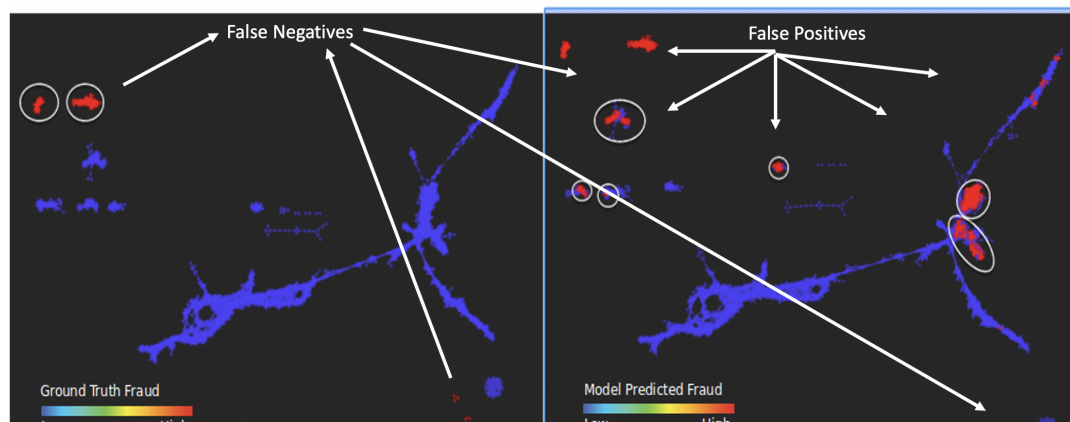 False Negatives
False Positives
Ground Truth Fraud
Model Predicted Fraud
Low
High